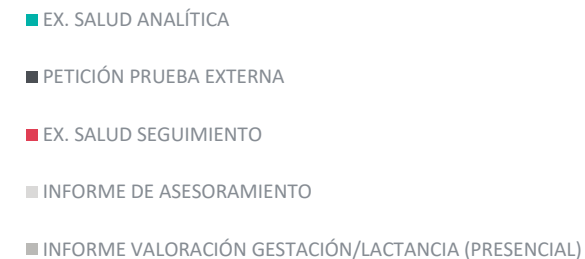 EX. SALUD ANALÍTICA
PETICIÓN PRUEBA EXTERNA
EX. SALUD SEGUIMIENTO
INFORME DE ASESORAMIENTO
INFORME VALORACIÓN GESTACIÓN/LACTANCIA (PRESENCIAL)